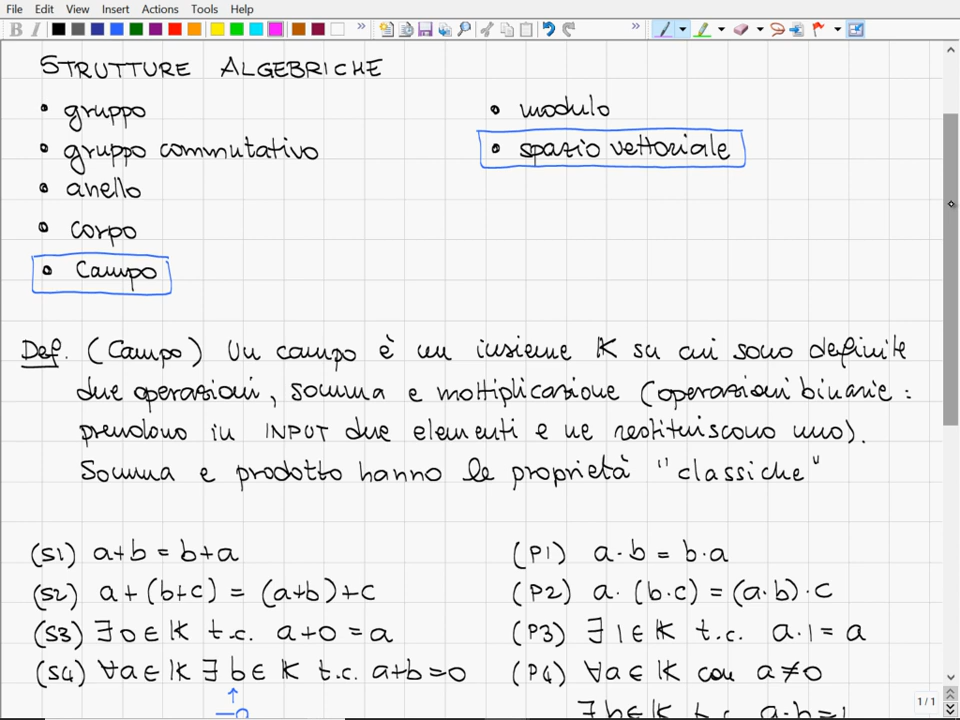 File Edit View Insert Actions Tools Help
STRUTTURE ALGEBRICHE
• gruppo
• gruppo commutativo
• anello
• corpo
• Campo
• modulo
• spazio vettoriale
Def. (Campo) Un campo è un insieme 𝕂 su cui sono definite
due operazioni, somma e moltiplicazione (operazioni binarie:
prendono in INPUT due elementi e ne restituiscono uno).
Somma e prodotto hanno le proprietà "classiche"
(S1) a+b = b+a
(S2) a + (b+c) = (a+b)+c
(S3) ∃ 0 ∈ 𝕂 t.c. a+0 = a
(S4) ∀a ∈ 𝕂 ∃ b ∈ 𝕂 t.c. a+b=0
↑
-a
(P1) a·b = b·a
(P2) a·(b·c) = (a·b)·c
(P3) ∃ 1 ∈ 𝕂 t.c. a·1 = a
(P4) ∀a ∈ 𝕂 con a≠0
∃ b ∈ 𝕂 t.c. a·b=1
1/1